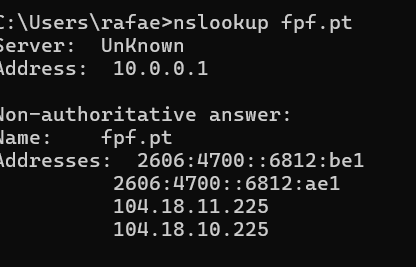 C:\Users\rafae>nslookup fpf.pt
Server:  UnKnown
Address:  10.0.0.1

Non-authoritative answer:
Name:    fpf.pt
Addresses:  2606:4700::6812:be1
          2606:4700::6812:ae1
          104.18.11.225
          104.18.10.225